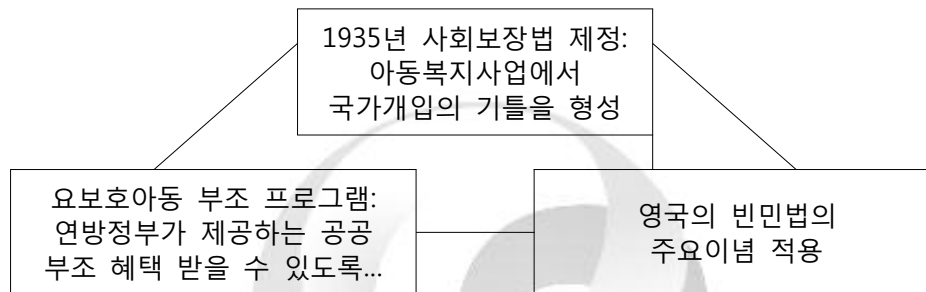 1935년 사회보장법 제정:
아동복지사업에서
국가개입의 기틀을 형성
요보호아동 부조 프로그램:
연방정부가 제공하는 공공
부조 혜택 받을 수 있도록...
영국의 빈민법의
주요이념 적용